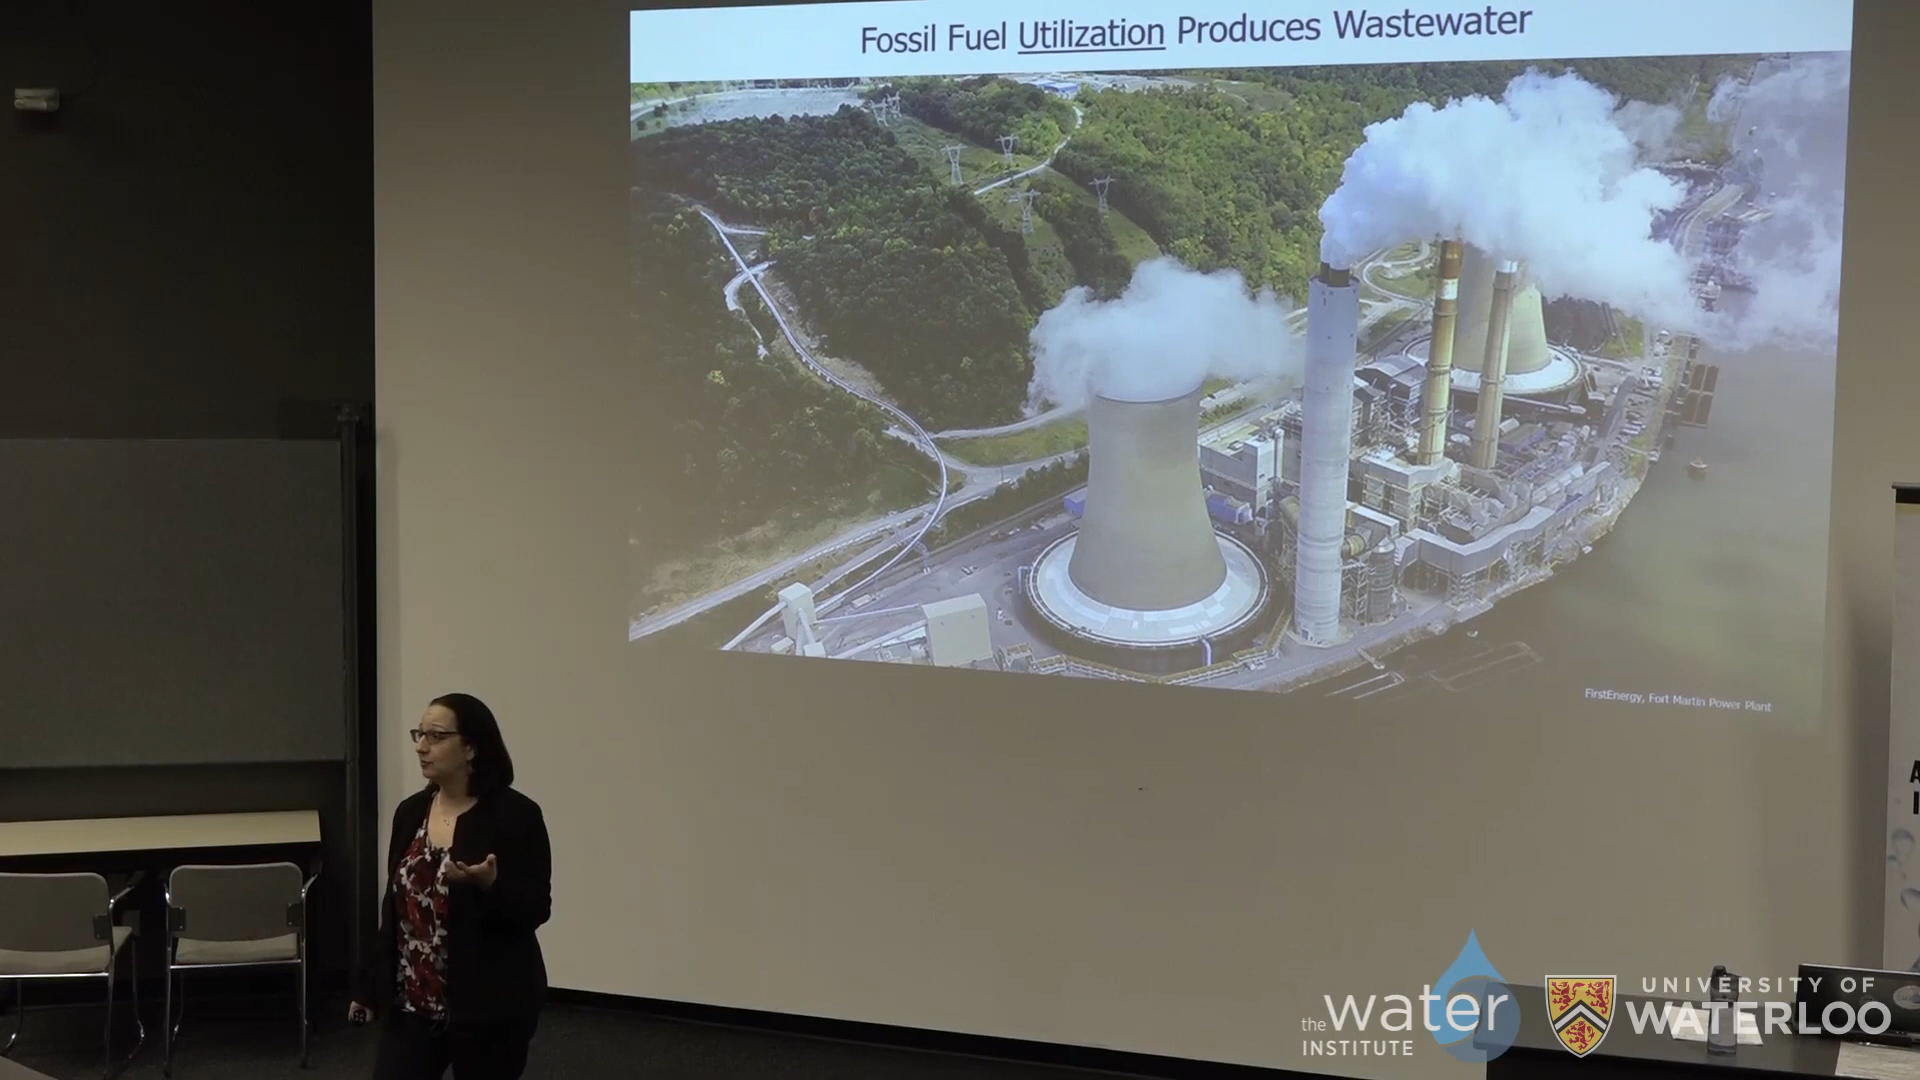 Fossil Fuel Utilization Produces Wastewater
FirstEnergy, Fort Martin Power Plant
the water
INSTITUTE
UNIVERSITY OF
WATERLOO